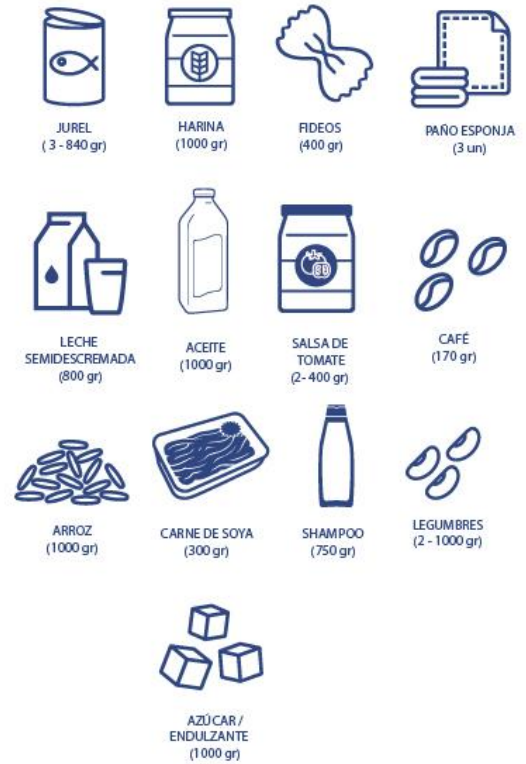 JUREL
( 3 - 840 gr)
HARINA
(1000 gr)
FIDEOS
(400 gr)
PAÑO ESPONJA
(3 un)
LECHE
SEMIDESCREMADA
(800 gr)
ACEITE
(1000 gr)
SALSA DE
TOMATE
(2- 400 gr)
CAFÉ
(170 gr)
ARROZ
(1000 gr)
CARNE DE SOYA
(300 gr)
SHAMPOO
(750 gr)
LEGUMBRES
(2 - 1000 gr)
AZÚCAR /
ENDULZANTE
(1000 gr)